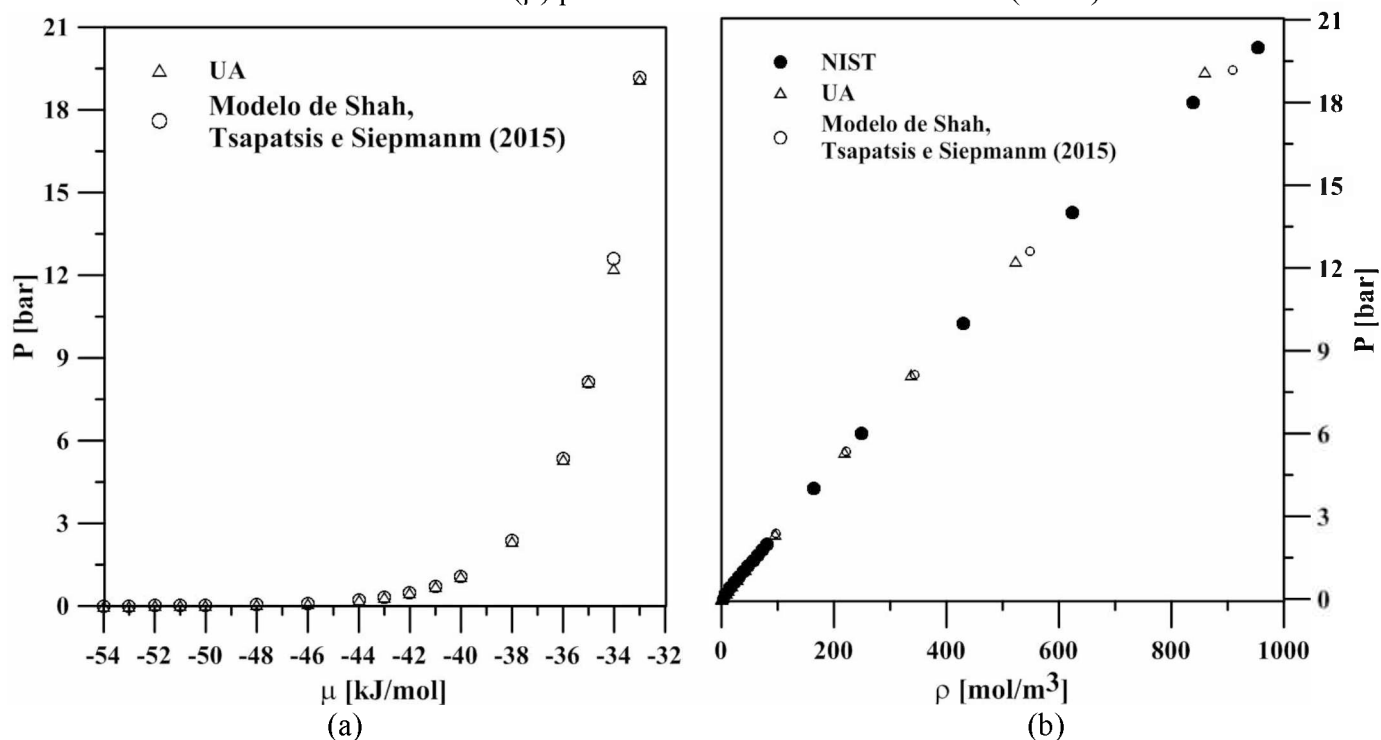 21
18
15
12
9
6
3
0
P [bar]
UA
Modelo de Shah,
Tsapatsis e Siepmanm (2015)
-54 -52 -50 -48 -46 -44 -42 -40 -38 -36 -34 -32
μ [kJ/mol]
(a)
NIST
UA
Modelo de Shah,
Tsapatsis e Siepmanm (2015)
21
18
15
12
9
6
3
0
P [bar]
0 200 400 600 800 1000
ρ [mol/m³]
(b)